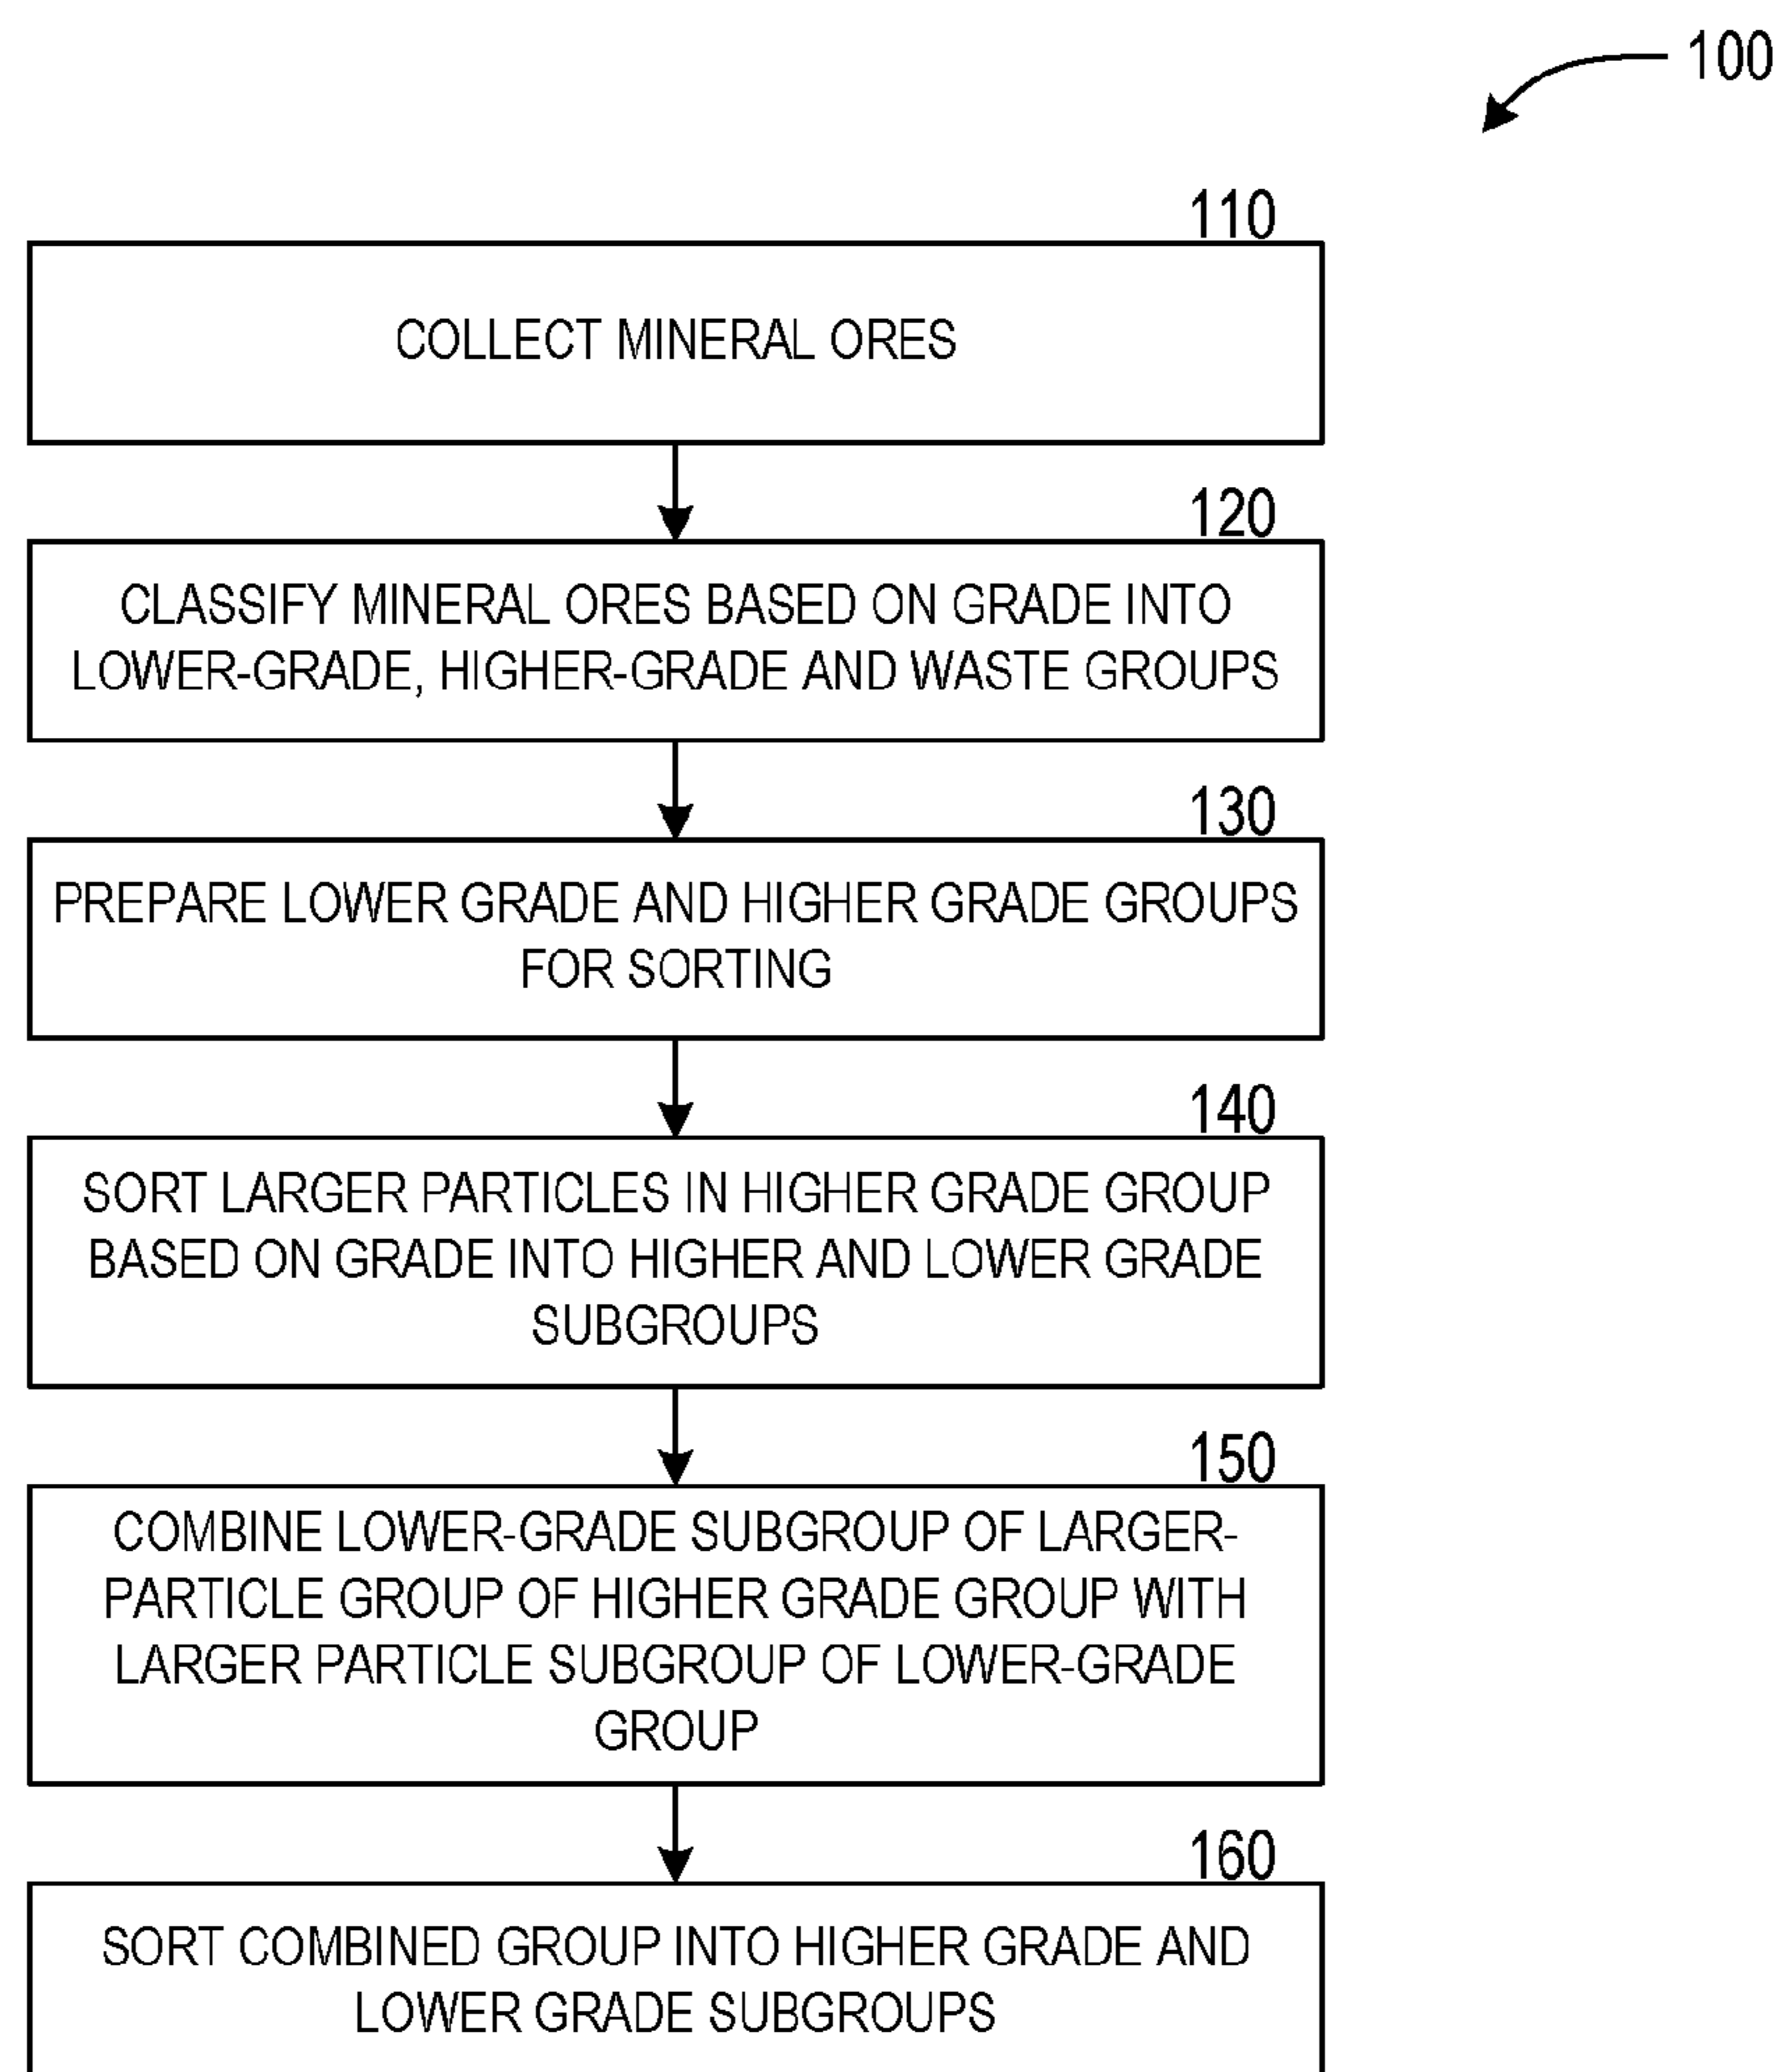 100
110
COLLECT MINERAL ORES
120
CLASSIFY MINERAL ORES BASED ON GRADE INTO
LOWER-GRADE, HIGHER-GRADE AND WASTE GROUPS
130
PREPARE LOWER GRADE AND HIGHER GRADE GROUPS
FOR SORTING
140
SORT LARGER PARTICLES IN HIGHER GRADE GROUP
BASED ON GRADE INTO HIGHER AND LOWER GRADE
SUBGROUPS
150
COMBINE LOWER-GRADE SUBGROUP OF LARGER-
PARTICLE GROUP OF HIGHER GRADE GROUP WITH
LARGER PARTICLE SUBGROUP OF LOWER-GRADE
GROUP
160
SORT COMBINED GROUP INTO HIGHER GRADE AND
LOWER GRADE SUBGROUPS